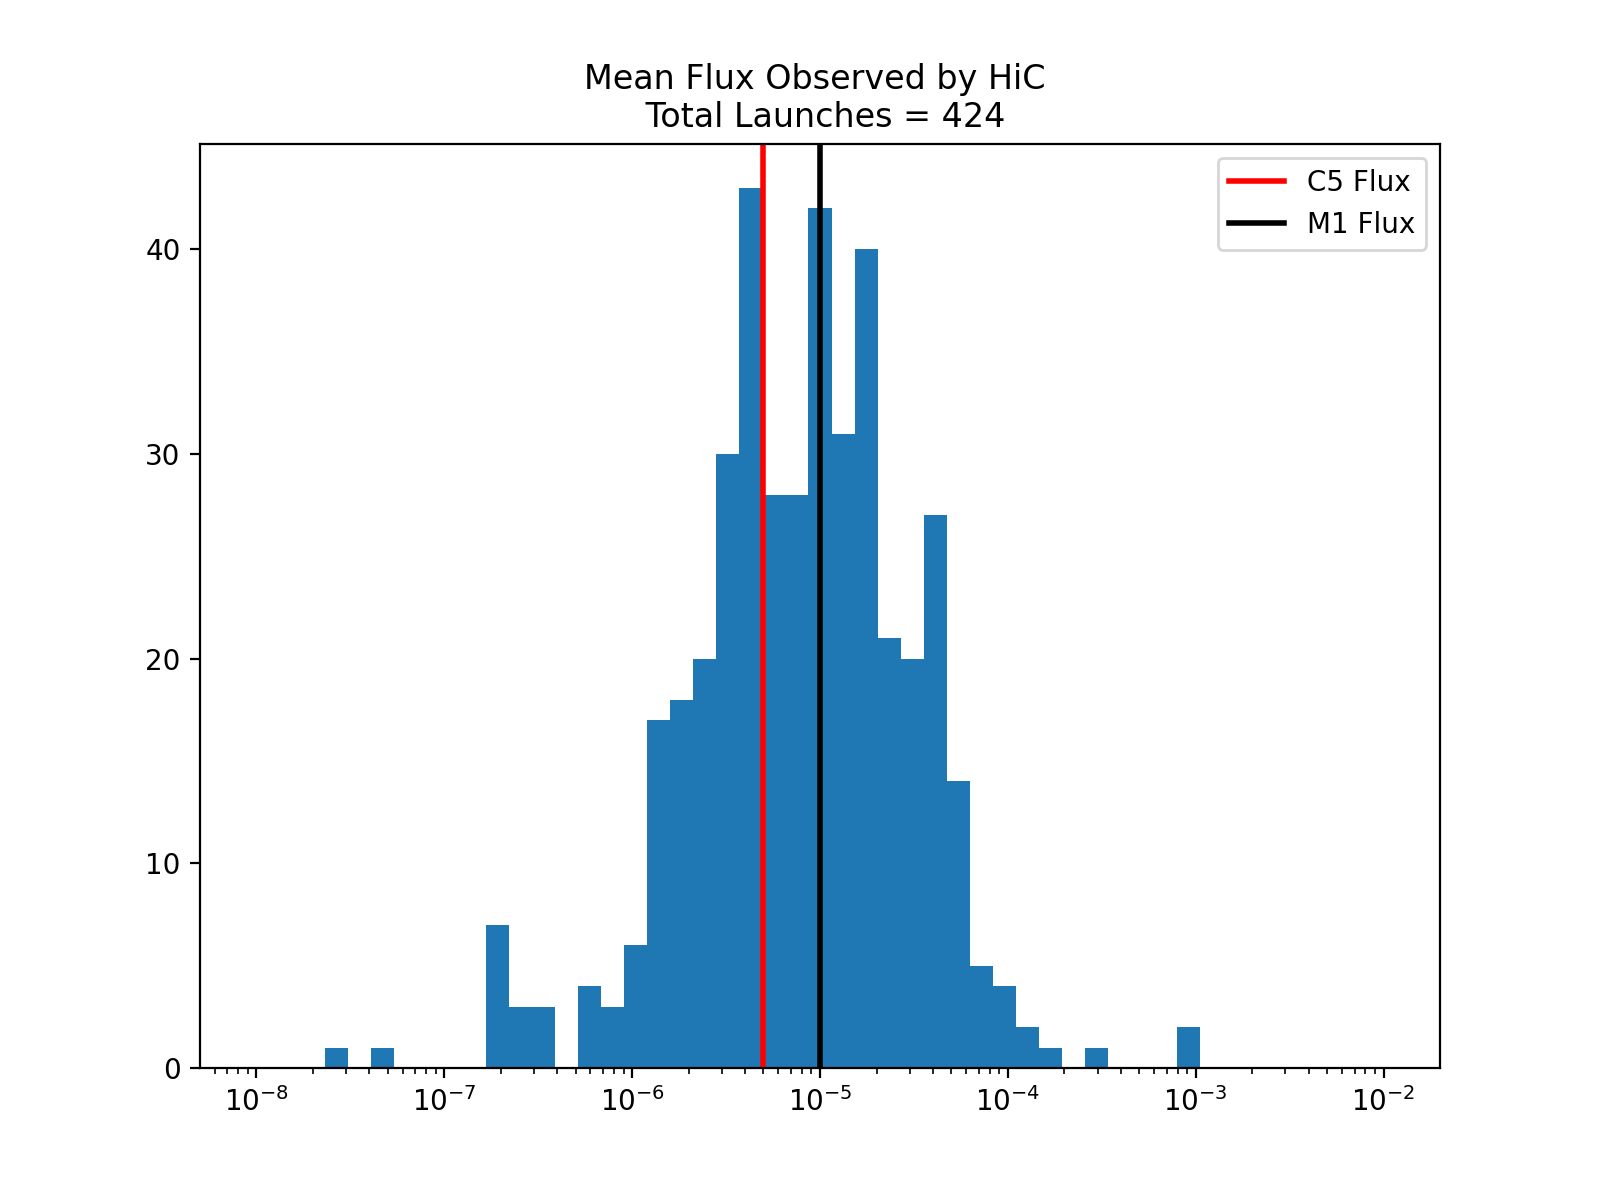 Mean Flux Observed by HiC
Total Launches = 424
C5 Flux
M1 Flux
40
30
20
10
0
10⁻⁸ 10⁻⁷ 10⁻⁶ 10⁻⁵ 10⁻⁴ 10⁻³ 10⁻²